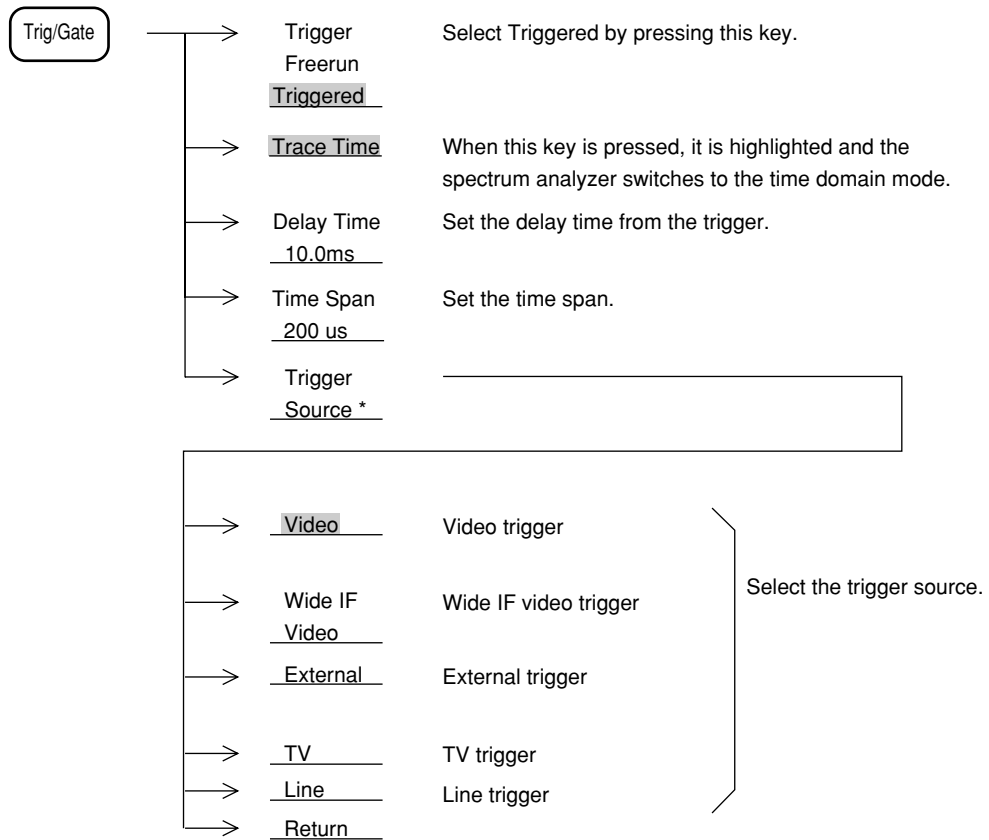 Trig/Gate
Trigger
Freerun
Triggered
Select Triggered by pressing this key.
Trace Time
When this key is pressed, it is highlighted and the
spectrum analyzer switches to the time domain mode.
Delay Time
10.0ms
Set the delay time from the trigger.
Time Span
200 us
Set the time span.
Trigger
Source *
Video
Video trigger
Wide IF
Video
Wide IF video trigger
External
External trigger
TV
TV trigger
Line
Line trigger
Return
Select the trigger source.